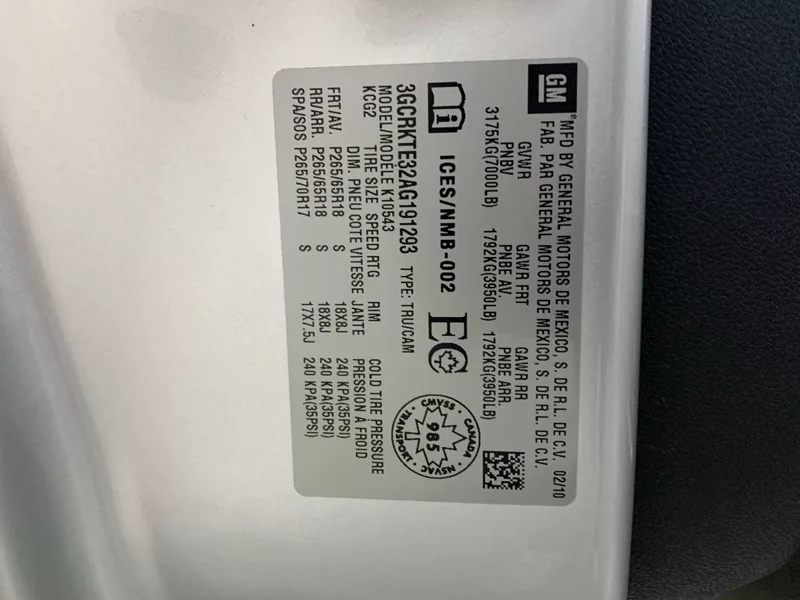 GM
MFD BY GENERAL MOTORS DE MEXICO, S. DE R.L. DE C.V. 02/10
FAB. PAR GENERAL MOTORS DE MEXICO, S. DE R.L. DE C.V.
GVWR GAWR FRT GAWR RR
PNBV PNBE AV. PNBE ARR.
3175KG(7000LB) 1792KG(3950LB) 1792KG(3950LB)
i ICES/NMB-002 EC
CMVSS • CANADA • NSVAC • TRANSPORT •
985
3GCRKTE32AG191293 TYPE: TRU/CAM
MODEL/MODÈLE K10543
KCG2 TIRE SIZE SPEED RTG RIM COLD TIRE PRESSURE
DIM. PNEU COTE VITESSE JANTE PRESSION À FROID
FRT/AV. P265/65R18 S 18X8J 240 KPA(35PSI)
RR/ARR. P265/65R18 S 18X8J 240 KPA(35PSI)
SPA/SOS P265/70R17 S 17X7.5J 240 KPA(35PSI)